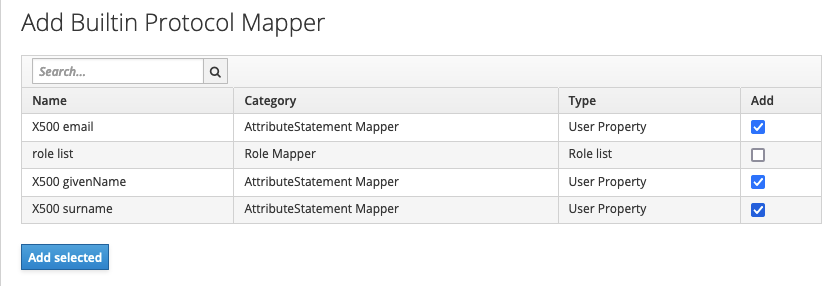 Add Builtin Protocol Mapper
Search...
Name Category Type Add
X500 email AttributeStatement Mapper User Property
role list Role Mapper Role list
X500 givenName AttributeStatement Mapper User Property
X500 surname AttributeStatement Mapper User Property
Add selected